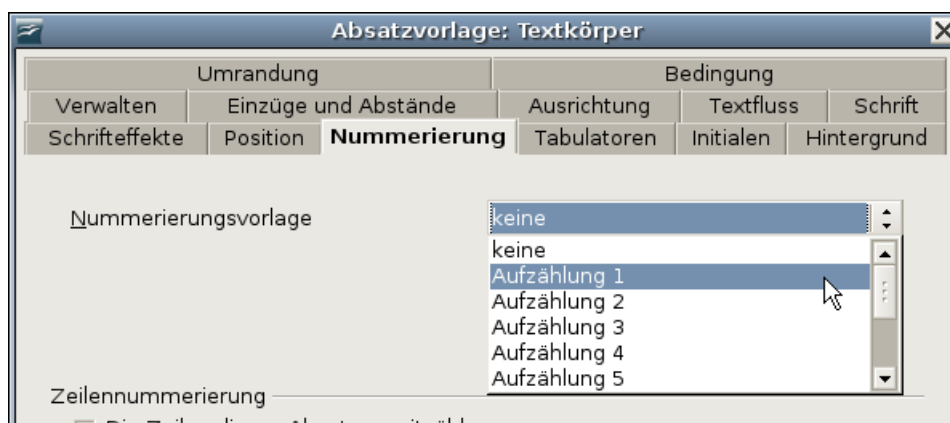 Absatzvorlage: Textkörper
Umrandung Bedingung
Verwalten Einzüge und Abstände Ausrichtung Textfluss Schrift
Schrifteffekte Position Nummerierung Tabulatoren Initialen Hintergrund
Nummerierungsvorlage keine
keine
Aufzählung 1
Aufzählung 2
Aufzählung 3
Aufzählung 4
Aufzählung 5
Zeilennummerierung